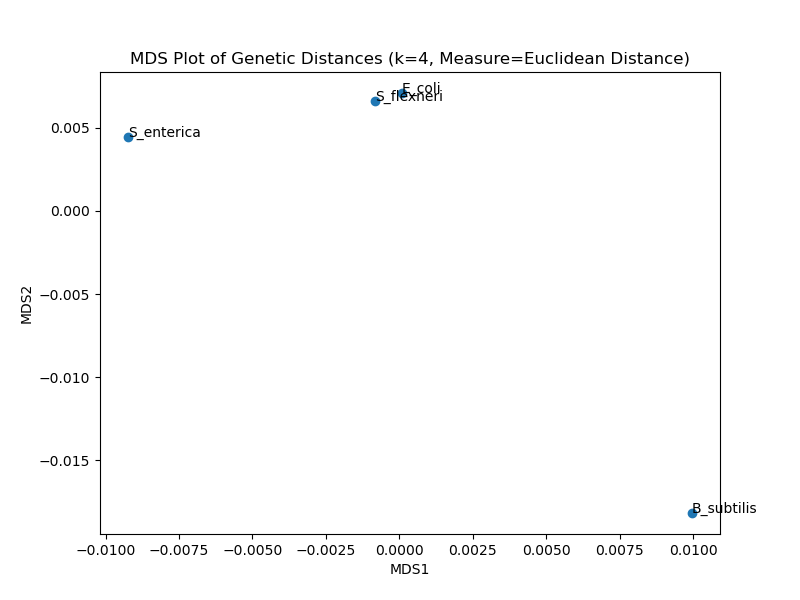 MDS Plot of Genetic Distances (k=4, Measure=Euclidean Distance)
E_coli
S_flexneri
S_enterica
B_subtilis
0.005
0.000
−0.005
−0.010
−0.015
MDS2
−0.0100 −0.0075 −0.0050 −0.0025 0.0000 0.0025 0.0050 0.0075 0.0100
MDS1